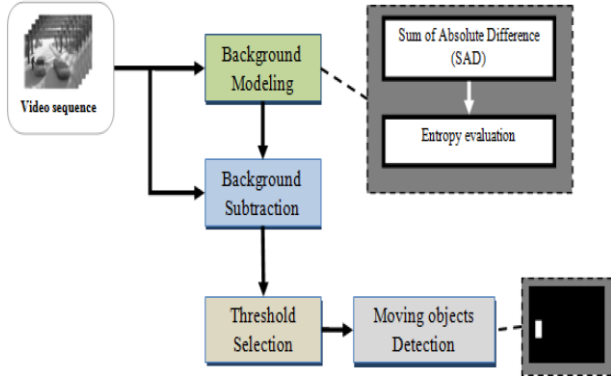 Video sequence
Background
Modeling
Sum of Absolute Difference
(SAD)
Entropy evaluation
Background
Subtraction
Threshold
Selection
Moving objects
Detection